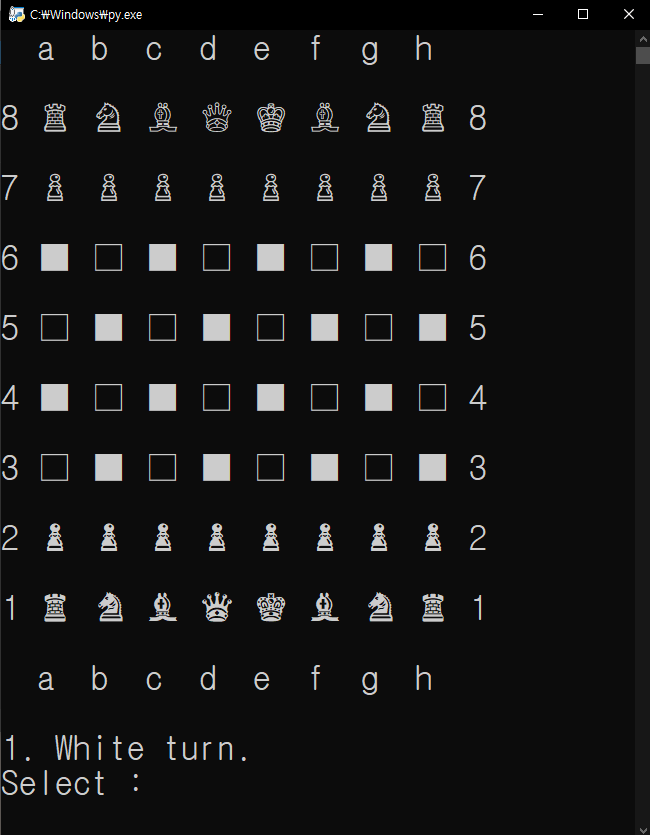 C:₩Windows₩py.exe
a b c d e f g h
8 ♖ ♘ ♗ ♕ ♔ ♗ ♘ ♖ 8
7 ♙ ♙ ♙ ♙ ♙ ♙ ♙ ♙ 7
6 ■ □ ■ □ ■ □ ■ □ 6
5 □ ■ □ ■ □ ■ □ ■ 5
4 ■ □ ■ □ ■ □ ■ □ 4
3 □ ■ □ ■ □ ■ □ ■ 3
2 ♟ ♟ ♟ ♟ ♟ ♟ ♟ ♟ 2
1 ♜ ♞ ♝ ♛ ♚ ♝ ♞ ♜ 1
a b c d e f g h
1. White turn.
Select :